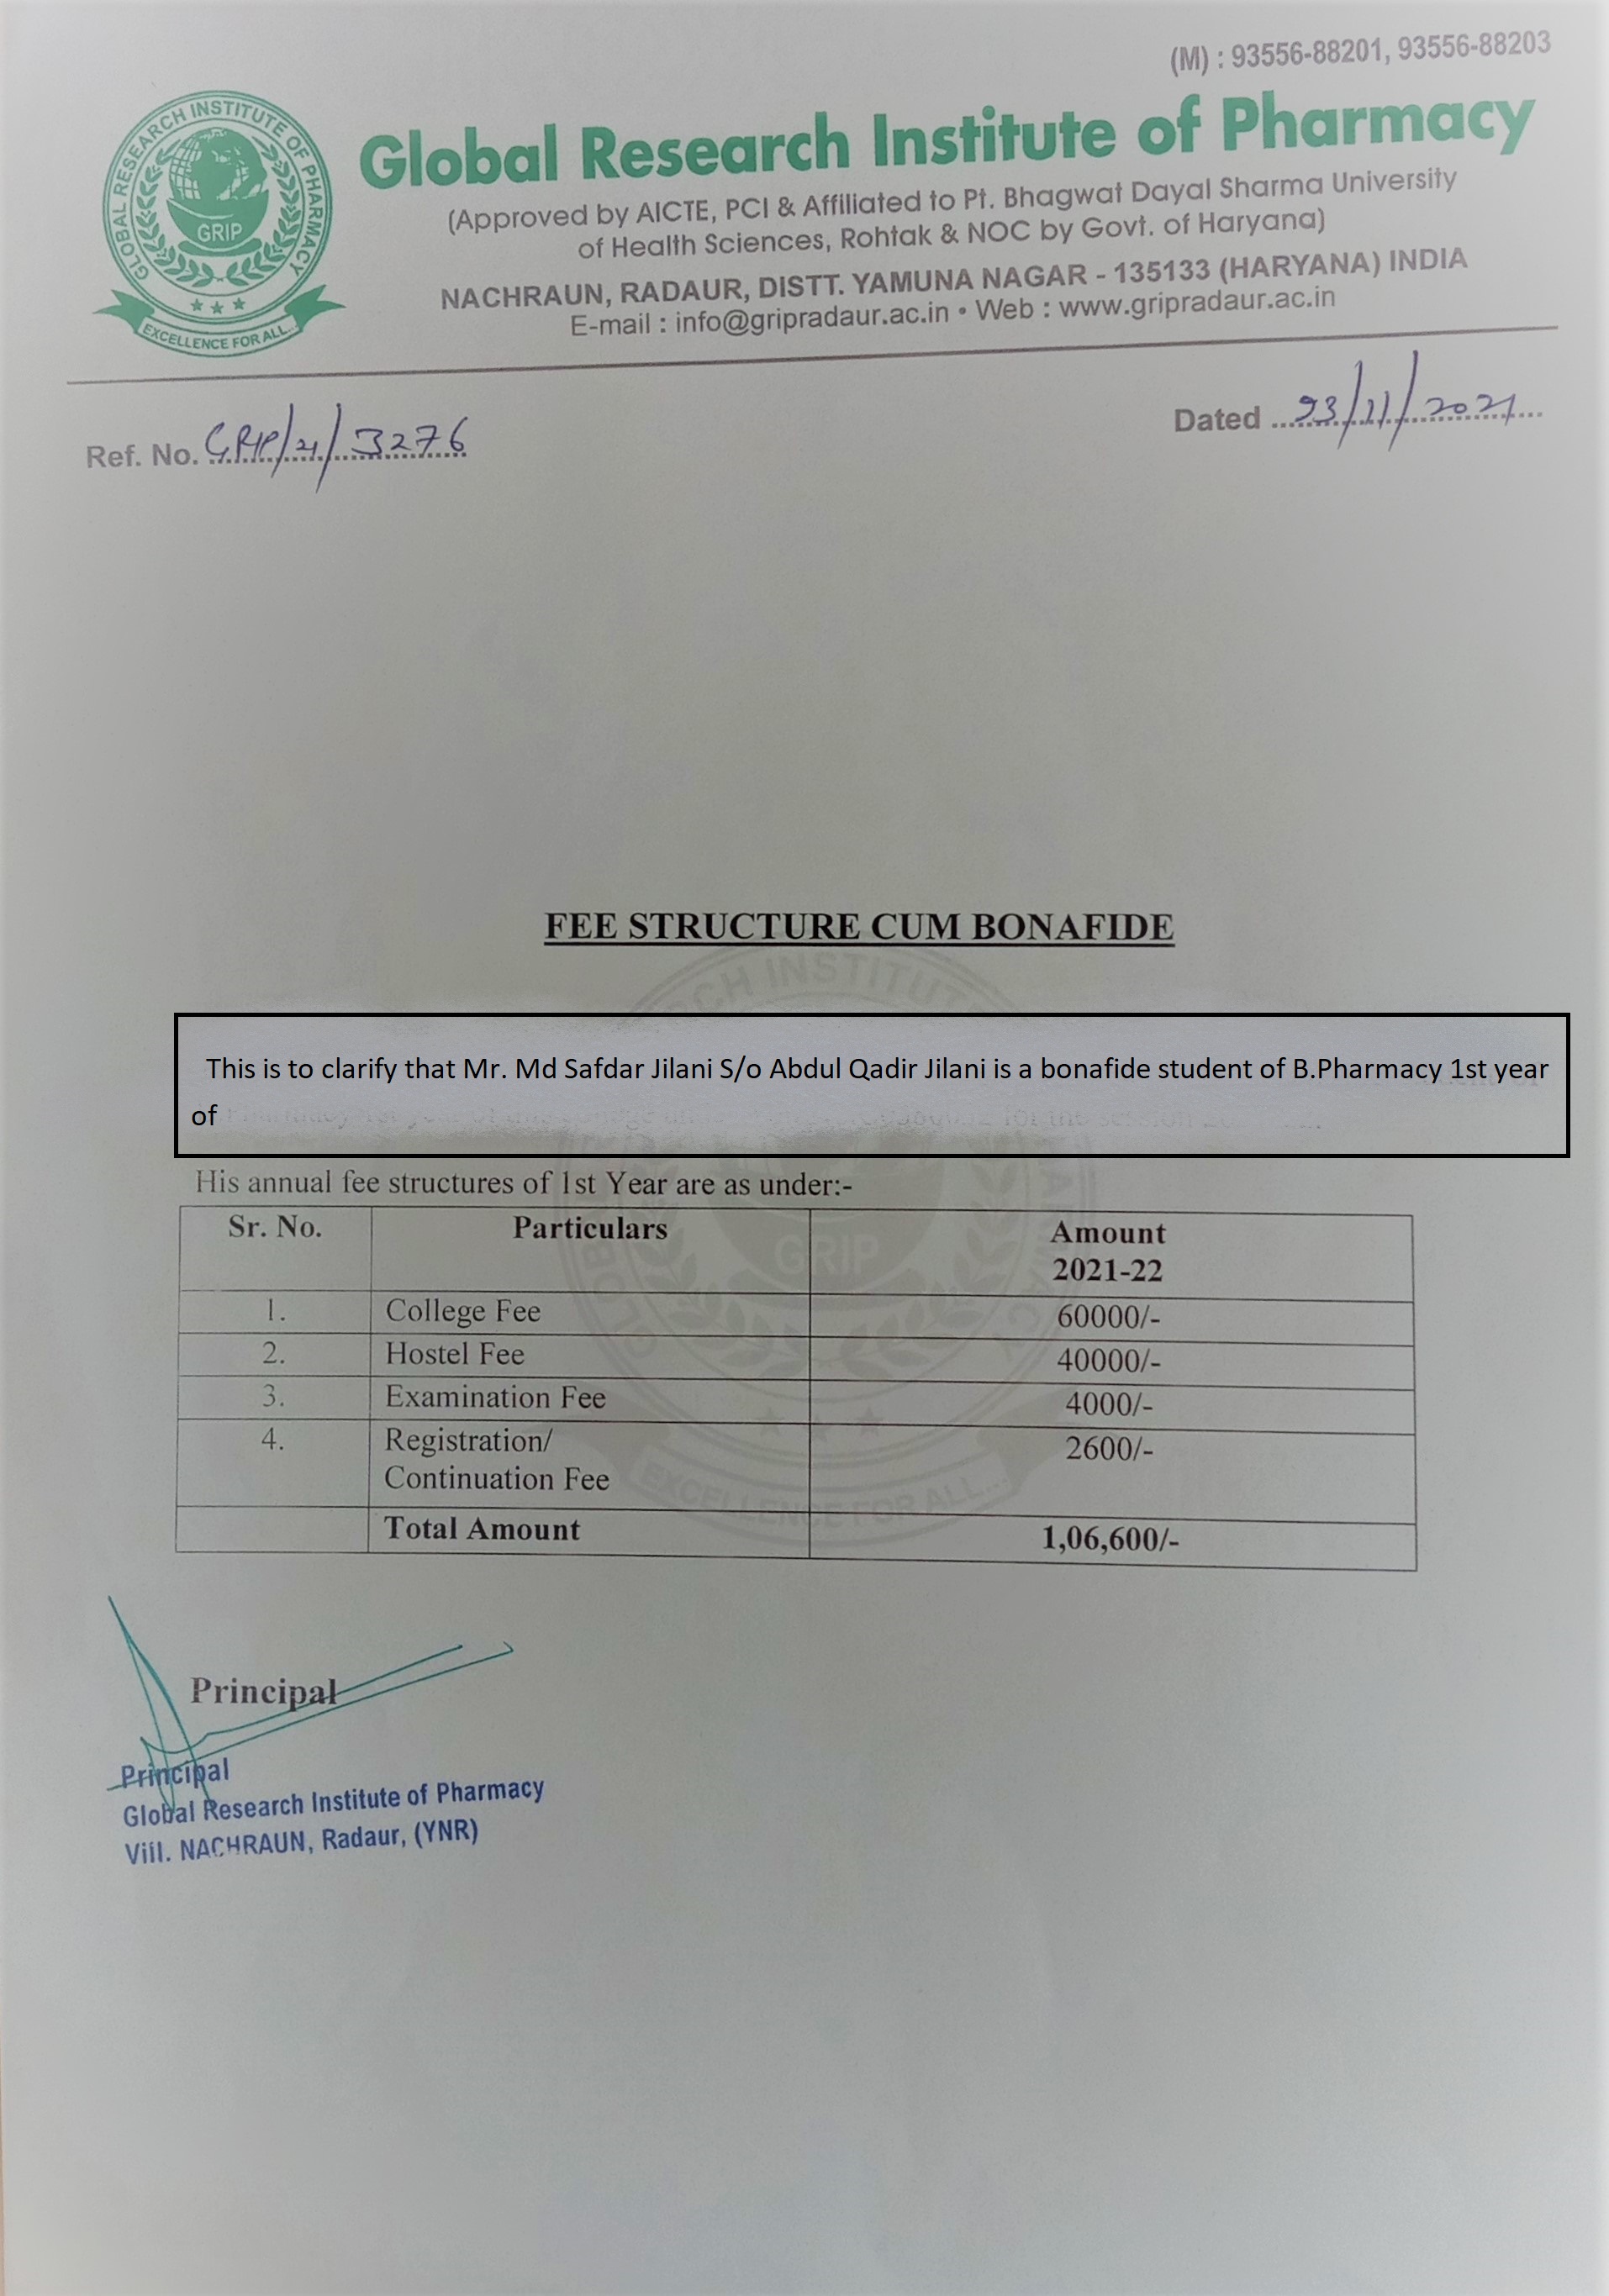 (M) : 93556-88201, 93556-88203
GLOBAL RESEARCH INSTITUTE OF PHARMACY
GRIP
EXCELLENCE FOR ALL...
Global Research Institute of Pharmacy
(Approved by AICTE, PCI & Affiliated to Pt. Bhagwat Dayal Sharma University
of Health Sciences, Rohtak & NOC by Govt. of Haryana)
NACHRAUN, RADAUR, DISTT. YAMUNA NAGAR - 135133 (HARYANA) INDIA
E-mail : info@gripradaur.ac.in • Web : www.gripradaur.ac.in
Ref. No. GRIP/21/3276
Dated 23/11/2021
FEE STRUCTURE CUM BONAFIDE
This is to clarify that Mr. Md Safdar Jilani S/o Abdul Qadir Jilani is a bonafide student of B.Pharmacy 1st year
of
His annual fee structures of 1st Year are as under:-
Sr. No. Particulars Amount
2021-22
1. College Fee 60000/-
2. Hostel Fee 40000/-
3. Examination Fee 4000/-
4. Registration/ 2600/-
Continuation Fee
Total Amount 1,06,600/-
GRIP
EXCELLENCE FOR ALL...
Principal
Principal
Global Research Institute of Pharmacy
Vill. NACHRAUN, Radaur, (YNR)